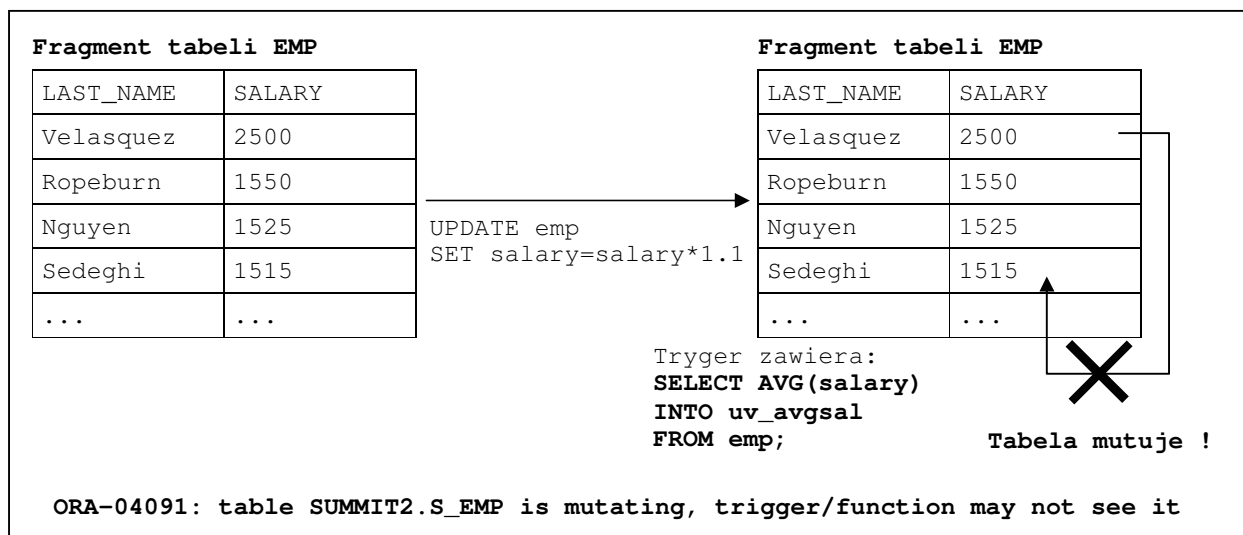 Fragment tabeli EMP
LAST_NAME SALARY
Velasquez 2500
Ropeburn 1550
Nguyen 1525
Sedeghi 1515
... ...
UPDATE emp
SET salary=salary*1.1
Fragment tabeli EMP
LAST_NAME SALARY
Velasquez 2500
Ropeburn 1550
Nguyen 1525
Sedeghi 1515
... ...
Tryger zawiera:
SELECT AVG(salary)
INTO uv_avgsal
FROM emp;
Tabela mutuje !
ORA-04091: table SUMMIT2.S_EMP is mutating, trigger/function may not see it